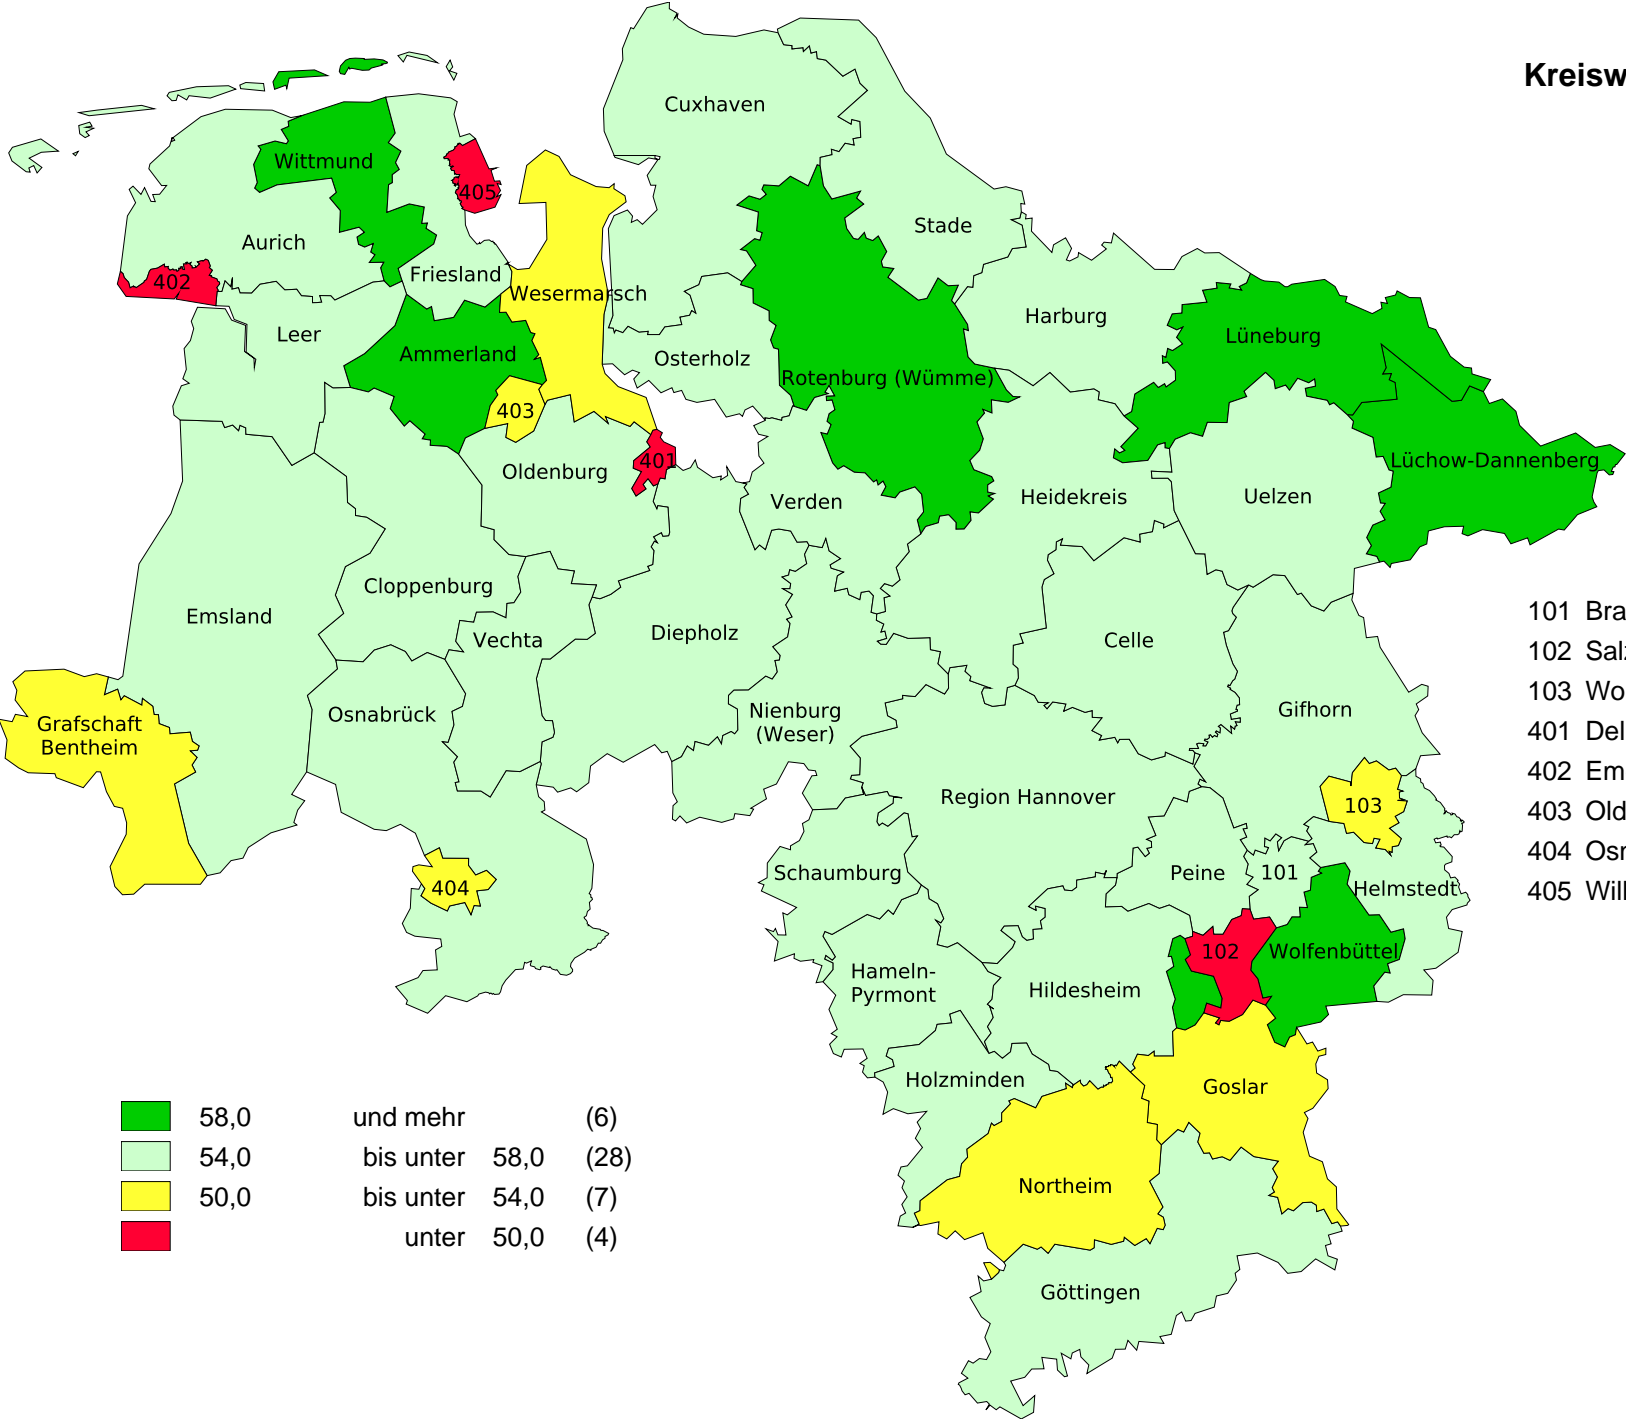 Kreisw
Cuxhaven
Wittmund
405
Stade
Aurich
Friesland
402
Wesermarsch
Harburg
Leer
Lüneburg
Ammerland
Osterholz
Rotenburg (Wümme)
403
401
Lüchow-Dannenberg
Oldenburg
Verden
Heidekreis
Uelzen
Cloppenburg
Emsland
Vechta
Diepholz
Celle
Osnabrück
Nienburg
(Weser)
Gifhorn
Grafschaft
Bentheim
Region Hannover
103
Schaumburg
Peine
101
404
Helmstedt
102
Wolfenbüttel
Hameln-
Pyrmont
Hildesheim
Holzminden
Goslar
Northeim
Göttingen
101 Bra
102 Salz
103 Wo
401 Del
402 Em
403 Old
404 Osn
405 Will
58,0 und mehr (6)
54,0 bis unter 58,0 (28)
50,0 bis unter 54,0 (7)
unter 50,0 (4)